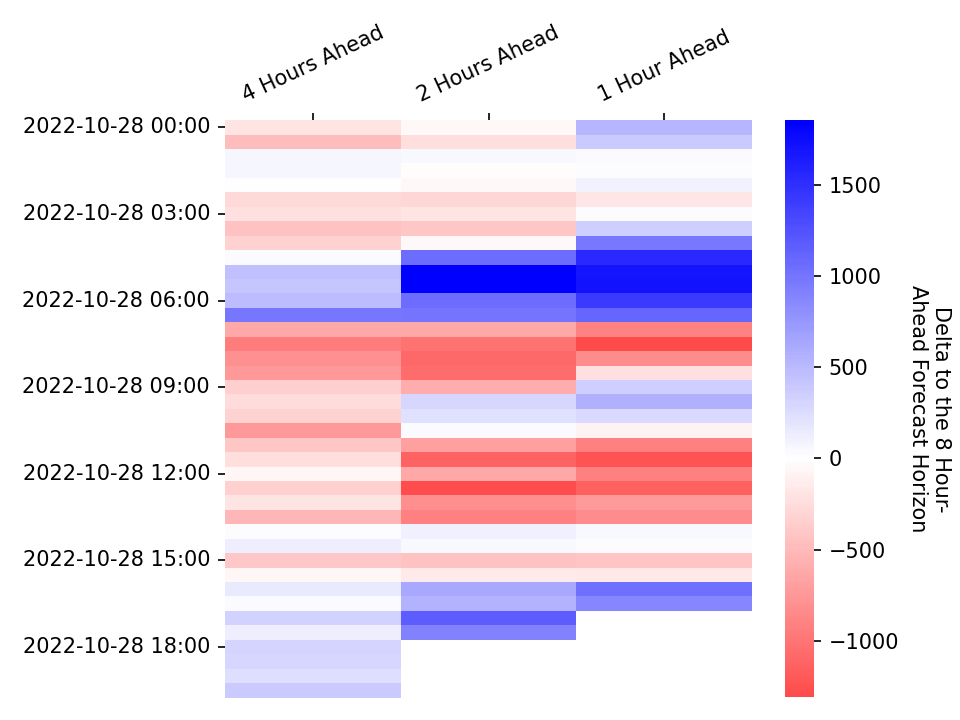 4 Hours Ahead
2 Hours Ahead
1 Hour Ahead
2022-10-28 00:00
2022-10-28 03:00
2022-10-28 06:00
2022-10-28 09:00
2022-10-28 12:00
2022-10-28 15:00
2022-10-28 18:00
1500
1000
500
0
−500
−1000
Delta to the 8 Hour-
Ahead Forecast Horizon